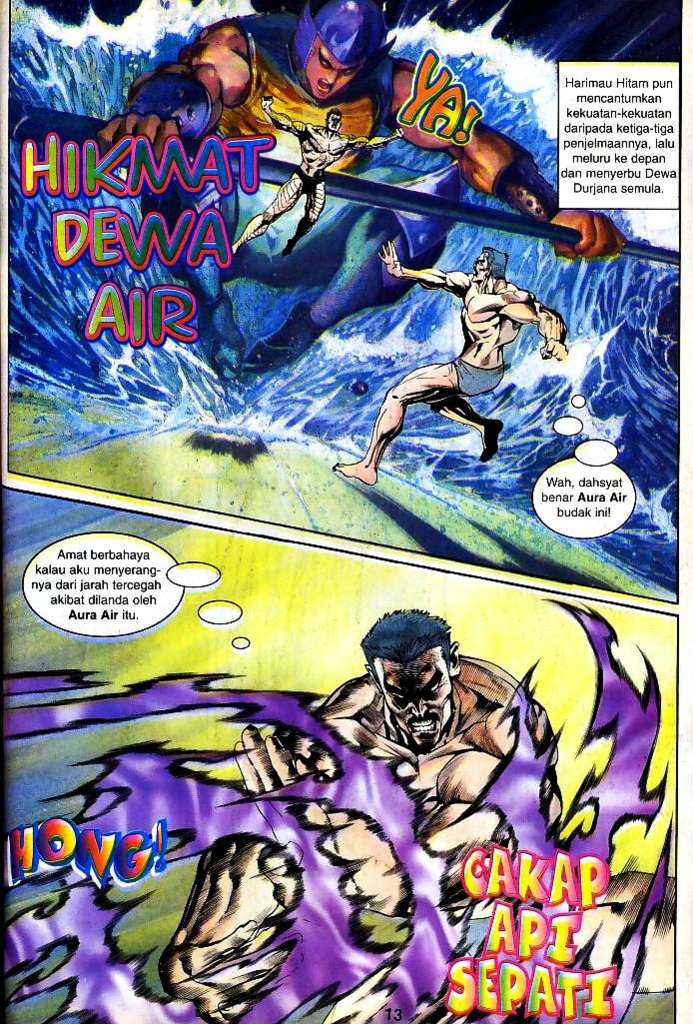 HIKMAT
DEWA
AIR
YA!
Harimau Hitam pun
mencantumkan
kekuatan-kekuatan
daripada ketiga-tiga
penjelmaannya, lalu
meluru ke depan
dan menyerbu Dewa
Durjana semula.
Wah, dahsyat
benar Aura Air
budak ini!
Amat berbahaya
kalau aku menyerang-
nya dari jarah tercegah
akibat dilanda oleh
Aura Air itu.
HONG!
CAKAP
API
SEPATI
13